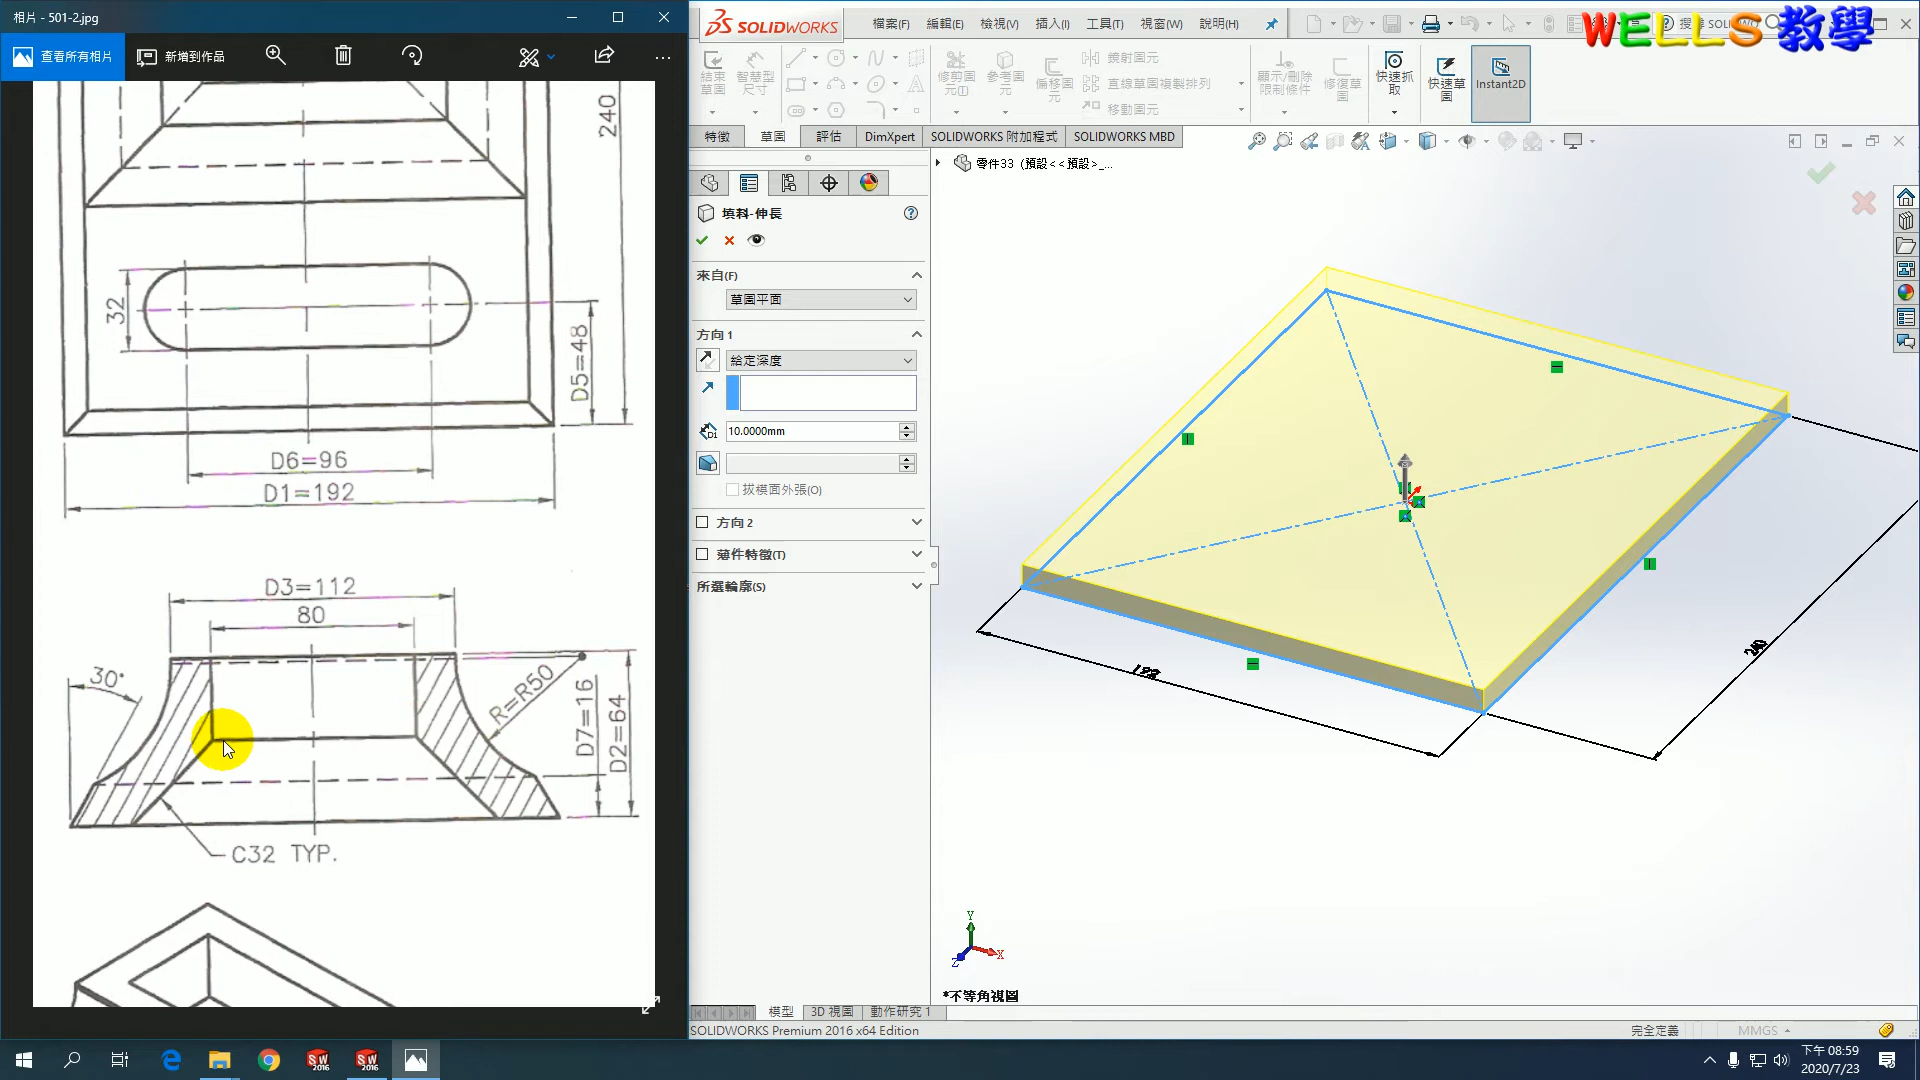 相片 - 501-2.jpg
查看所有相片
新增到作品
240
32
D5=48
D6=96
D1=192
D3=112
80
30°
R=R50
D7=16
D2=64
C32 TYP.
SOLIDWORKS
檔案(F)
編輯(E)
檢視(V)
插入(I)
工具(T)
視窗(W)
說明(H)
WELLS教學
結束草圖
智慧型尺寸
修剪圖元(T)
參考圖元
偏移圖元
鏡射圖元
直線草圖複製排列
移動圖元
顯示/刪除限制條件
修復草圖
快速抓取
快速草圖
Instant2D
特徵
草圖
評估
DimXpert
SOLIDWORKS 附加程式
SOLIDWORKS MBD
零件33 (預設<<預設>_...
填料-伸長
來自(F)
草圖平面
方向 1
給定深度
D1
10.0000mm
拔模面外張(O)
方向 2
薄件特徵(T)
所選輪廓(S)
192
240
Y
X
Z
*不等角視圖
模型
3D 視圖
動作研究 1
SOLIDWORKS Premium 2016 x64 Edition
完全定義
MMGS
下午 08:59
2020/7/23